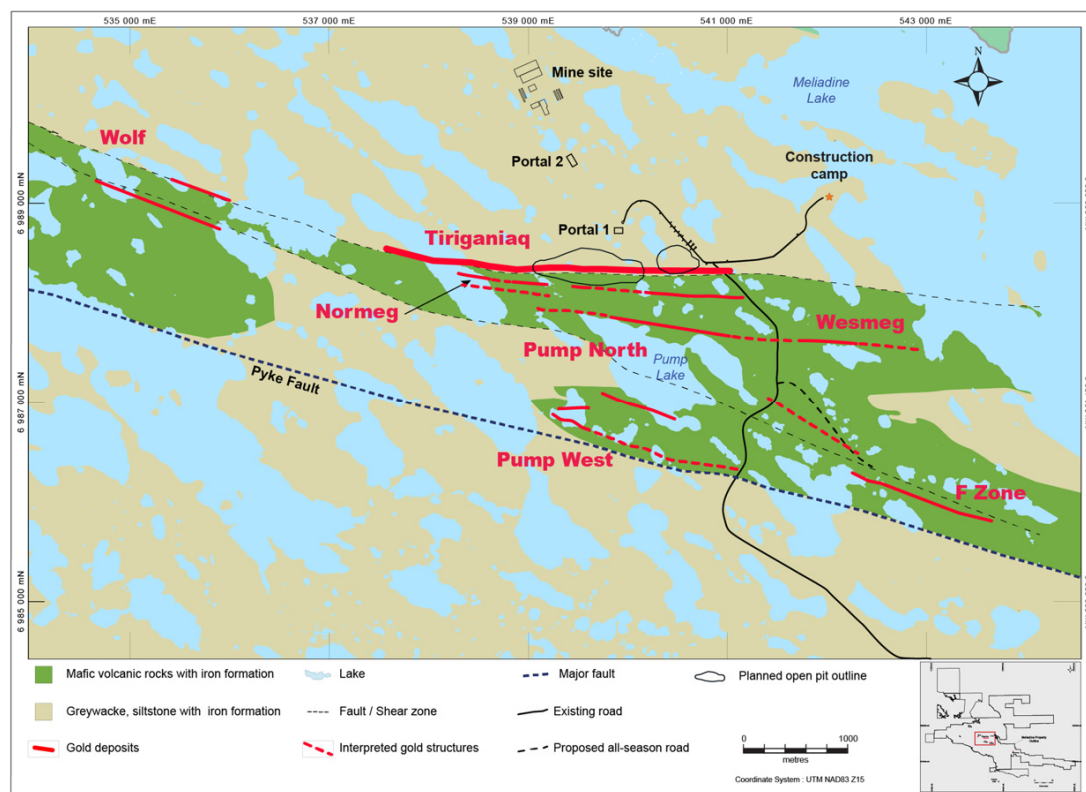 535 000 mE
537 000 mE
539 000 mE
541 000 mE
543 000 mE
Mine site
Meliadine
Lake
N
Wolf
Portal 2
Construction
camp
6 989 000 mN
Portal 1
Tiriganiaq
Normeg
Wesmeg
Pump North
Pump
Lake
Pyke Fault
6 987 000 mN
Pump West
F Zone
6 985 000 mN
Mafic volcanic rocks with iron formation
Lake
Major fault
Planned open pit outline
Greywacke, siltstone with iron formation
Fault / Shear zone
Existing road
Gold deposits
Interpreted gold structures
Proposed all-season road
0
1000
metres
Coordinate System : UTM NAD83 Z15